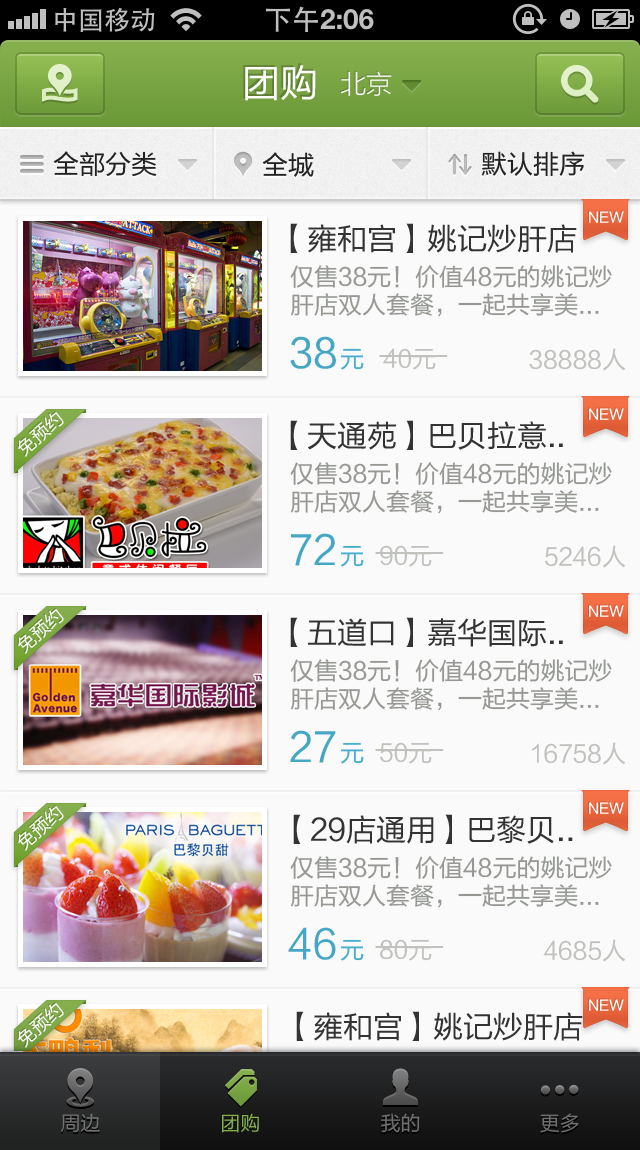 中国移动 下午2:06
团购 北京
全部分类 全城 默认排序
ATTACK
NEW
【雍和宫】姚记炒肝店
仅售38元！价值48元的姚记炒
肝店双人套餐，一起共享美...
38元 40元 38888人
免预约
NEW
【天通苑】巴贝拉意..
仅售38元！价值48元的姚记炒
肝店双人套餐，一起共享美...
72元 90元 5246人
巴贝拉
意式休闲餐厅
免预约
NEW
【五道口】嘉华国际..
仅售38元！价值48元的姚记炒
肝店双人套餐，一起共享美...
27元 50元 16758人
Golden
Avenue
嘉华国际影城™
免预约
NEW
【29店通用】巴黎贝..
仅售38元！价值48元的姚记炒
肝店双人套餐，一起共享美...
46元 80元 4685人
PARIS BAGUETT
巴黎贝甜
免预约
NEW
【雍和宫】姚记炒肝店
周边 团购 我的 更多